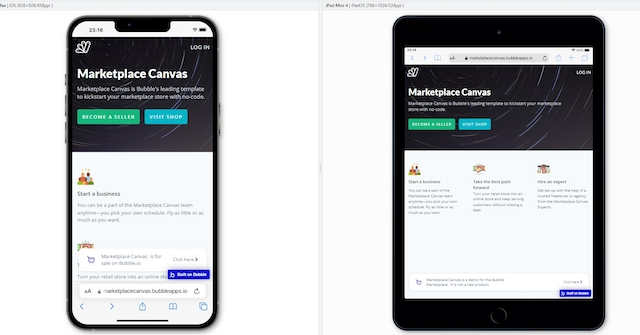 iOS (428×926/458ppi)
15:23
LOG IN
Marketplace Canvas
Marketplace Canvas is Bubble's leading template
to kickstart your marketplace store with no-code.
BECOME A SELLER
VISIT SHOP
Start a business
You can be a part of the Marketplace Canvas team
anytime—you pick your own schedule. Fly as little or as
much as you want.
T
Marketplace Canvas is for
sale on Bubble.io
Click here >
Turn your retail store into an online sto
Built on Bubble
AA
marketplacecanvas.bubbleapps.io
iPad Mini 4 | iPadOS (768×1024/324ppi)
AA
marketplacecanvas.bubbleapps.io
LOG IN
Marketplace Canvas
Marketplace Canvas is Bubble's leading template
to kickstart your marketplace store with no-code.
BECOME A SELLER
VISIT SHOP
Start a business
You can be a part of the Marketplace Canvas
team anytime—you pick your own
schedule. Fly as little or as
much as you want.
Take the best path
forward
Turn your retail store into an
online store and keep serving
customers without missing a
beat.
Hire an expert
Get set up with the help of a
trusted freelancer or agency
from the Marketplace Canvas
Experts.
Marketplace Canvas is a demo for the Bubble
Marketplace. It is not a real product.
Click here >
Built on Bubble